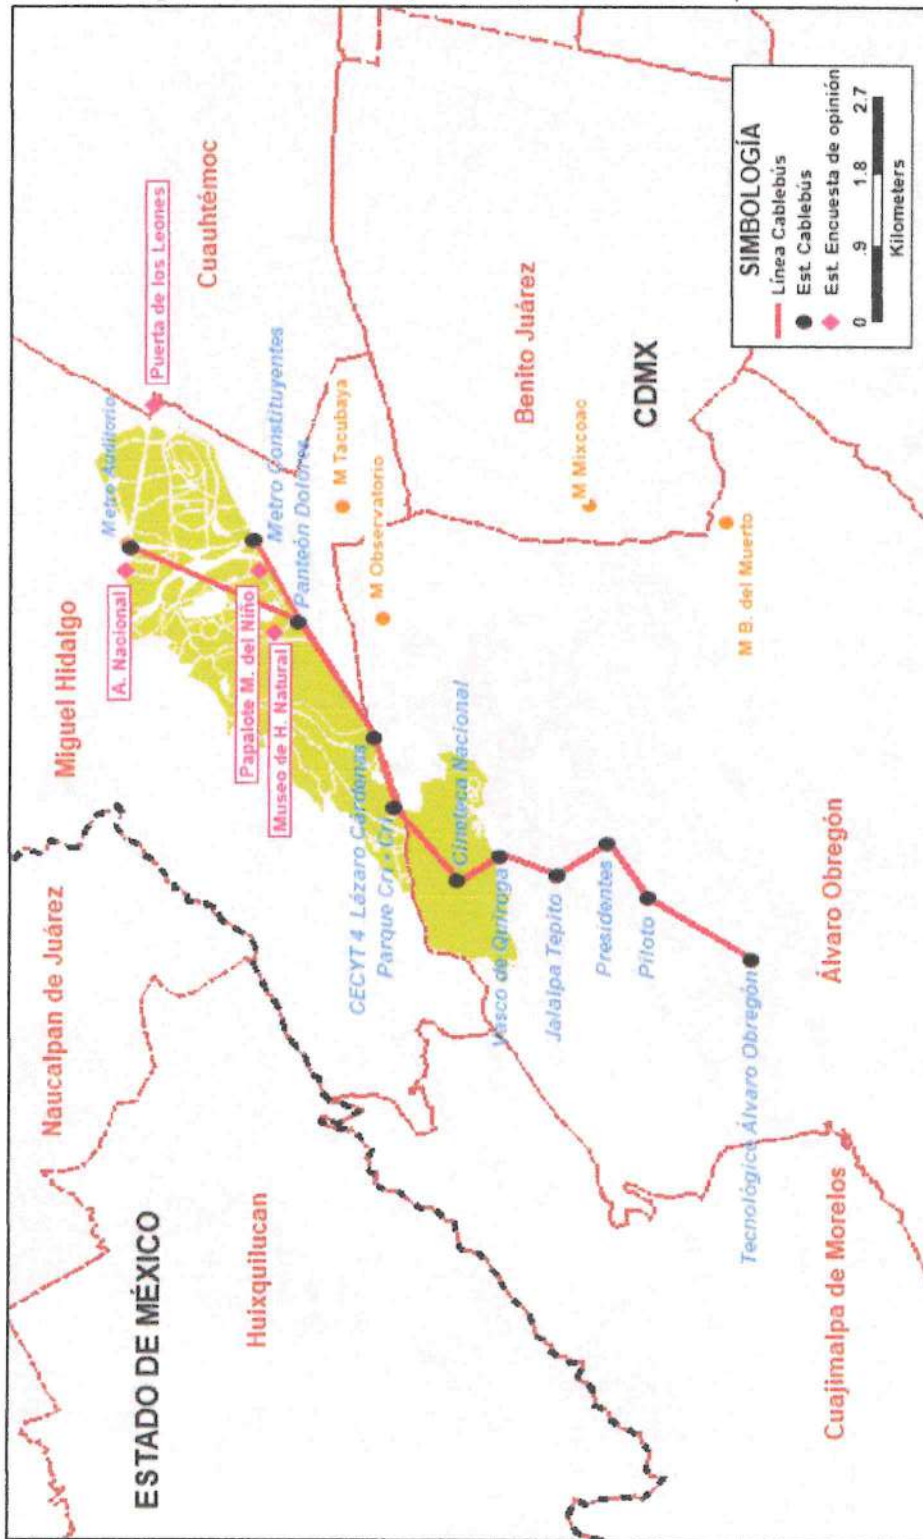 ESTADO DE MÉXICO
Naucalpan de Juárez
Huixquilucan
Miguel Hidalgo
Cuauhtémoc
Benito Juárez
CDMX
Álvaro Obregón
Cuajimalpa de Morelos
A. Nacional
Papalote M. del Niño
Museo de H. Natural
Puerta de los Leones
Metro Auditorio
Metro Constituyentes
Panteón Dolores
CECYT 4 Lázaro Cárdenas
Parque Cri - Cri
Cineteca Nacional
Vasco de Quiroga
Jalalpa Tepito
Presidentes
Piloto
Tecnológico Álvaro Obregón
M Tacubaya
M Observatorio
M Mixcoac
M B. del Muerto
SIMBOLOGÍA
Línea Cablebús
Est. Cablebús
Est. Encuesta de opinión
0 .9 1.8 2.7
Kilometers